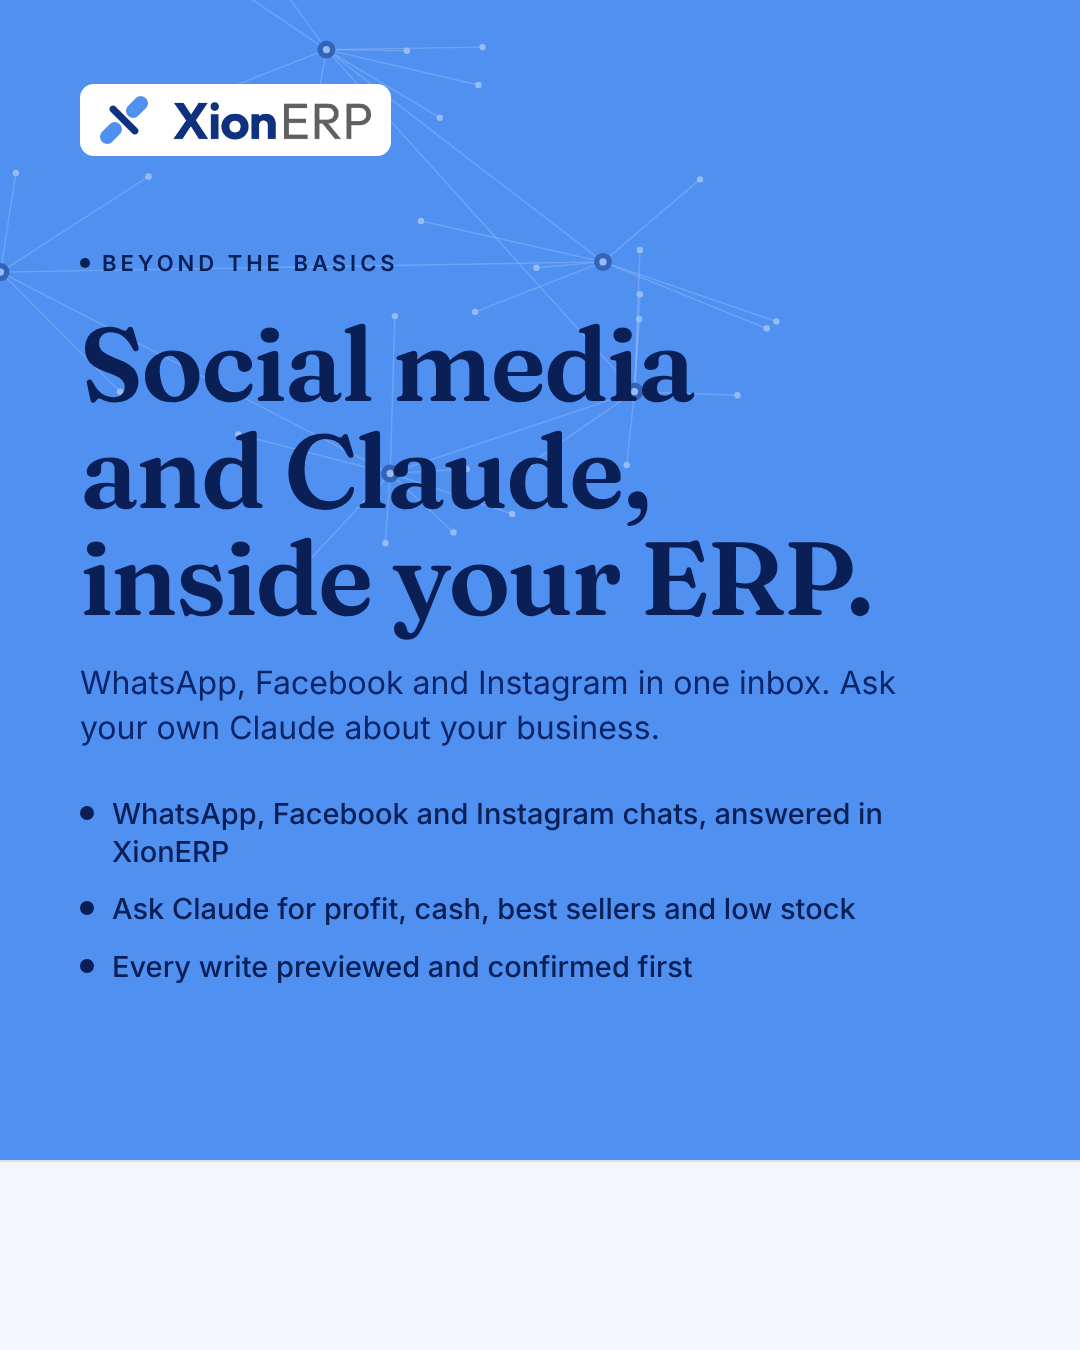 XionERP
BEYOND THE BASICS
Social media
and Claude,
inside your ERP.
WhatsApp, Facebook and Instagram in one inbox. Ask
your own Claude about your business.
WhatsApp, Facebook and Instagram chats, answered in
XionERP
Ask Claude for profit, cash, best sellers and low stock
Every write previewed and confirmed first